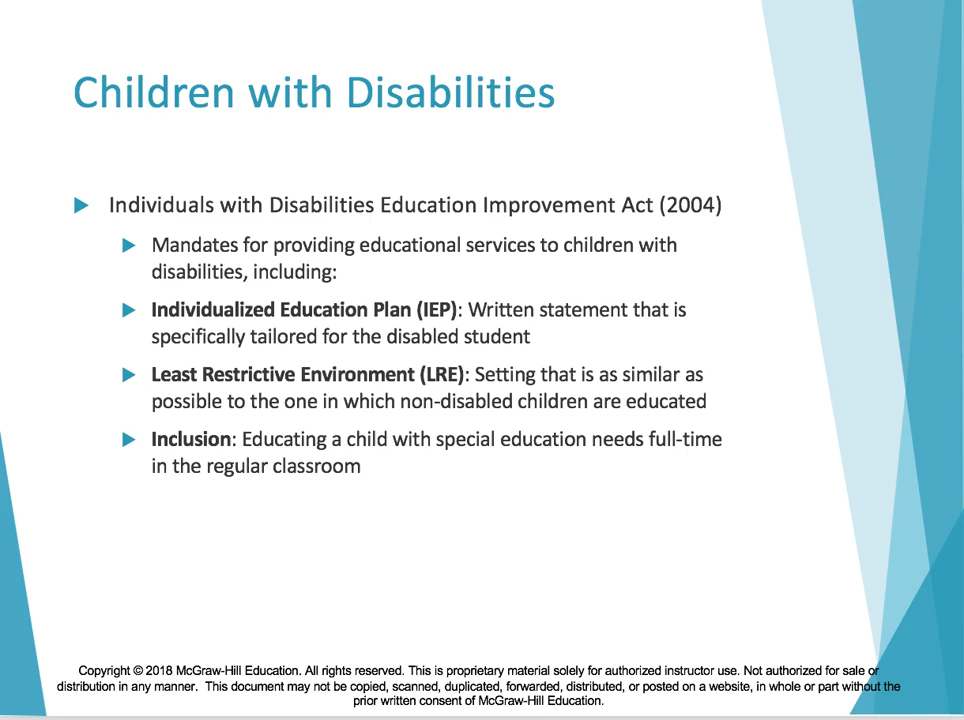 Children with Disabilities
Individuals with Disabilities Education Improvement Act (2004)
Mandates for providing educational services to children with
disabilities, including:
Individualized Education Plan (IEP): Written statement that is
specifically tailored for the disabled student
Least Restrictive Environment (LRE): Setting that is as similar as
possible to the one in which non-disabled children are educated
Inclusion: Educating a child with special education needs full-time
in the regular classroom
Copyright © 2018 McGraw-Hill Education. All rights reserved. This is proprietary material solely for authorized instructor use. Not authorized for sale or
distribution in any manner.  This document may not be copied, scanned, duplicated, forwarded, distributed, or posted on a website, in whole or part without the
prior written consent of McGraw-Hill Education.